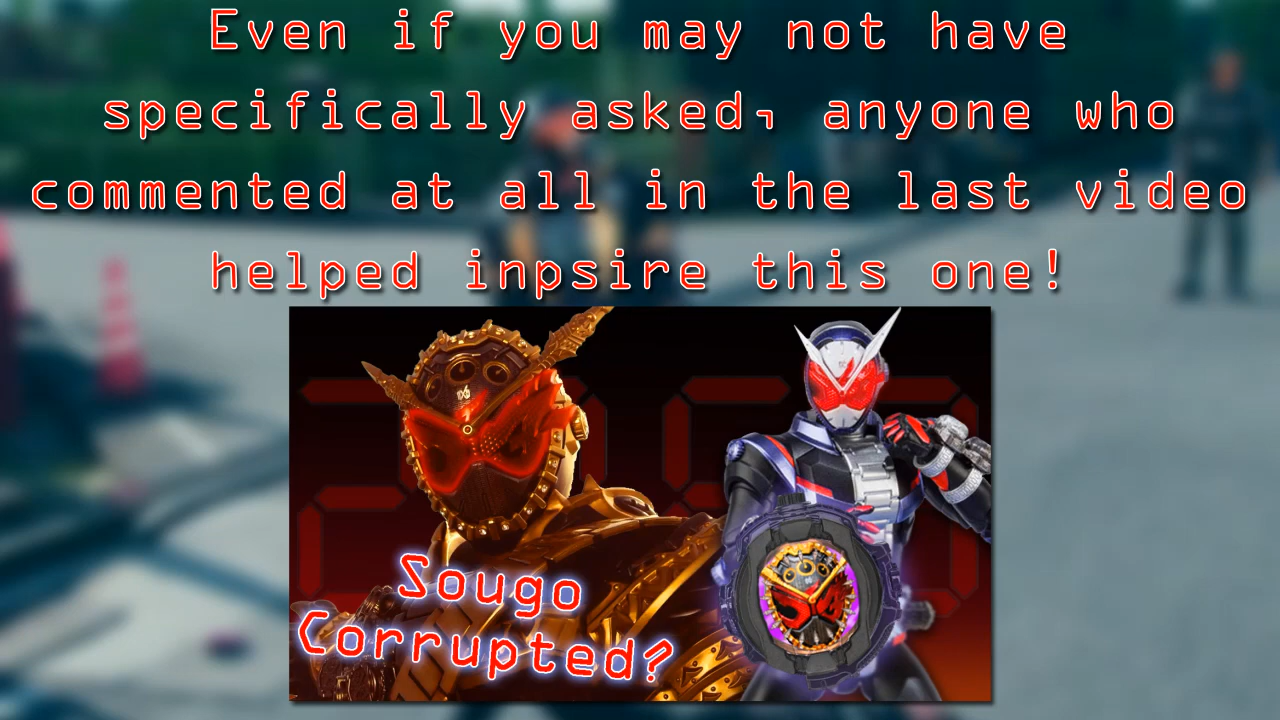 Even if you may not have
specifically asked, anyone who
commented at all in the last video
helped inpsire this one!
Sougo
Corrupted?